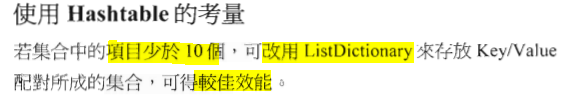 使用 Hashtable 的考量
若集合中的項目少於 10 個，可改用 ListDictionary 來存放 Key/Value
配對所成的集合，可得較佳效能。